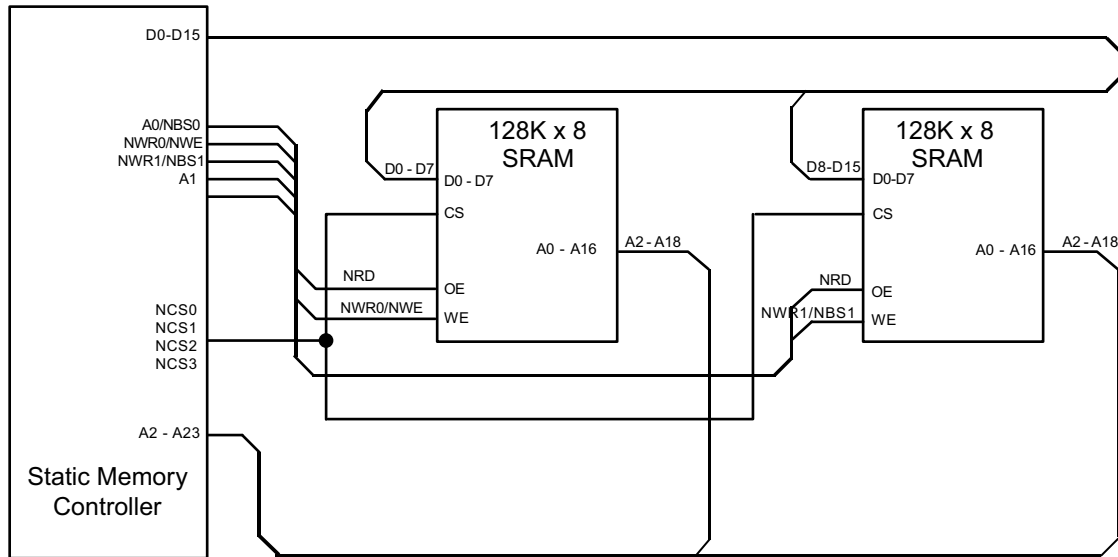 D0-D15
A0/NBS0
NWR0/NWE
NWR1/NBS1
A1
NCS0
NCS1
NCS2
NCS3
A2 - A23
Static Memory
Controller
128K x 8
SRAM
D0 - D7
D0 - D7
CS
A0 - A16
A2 - A18
NRD
OE
NWR0/NWE
WE
128K x 8
SRAM
D8-D15
D0-D7
CS
A0 - A16
A2 - A18
NRD
OE
NWR1/NBS1
WE